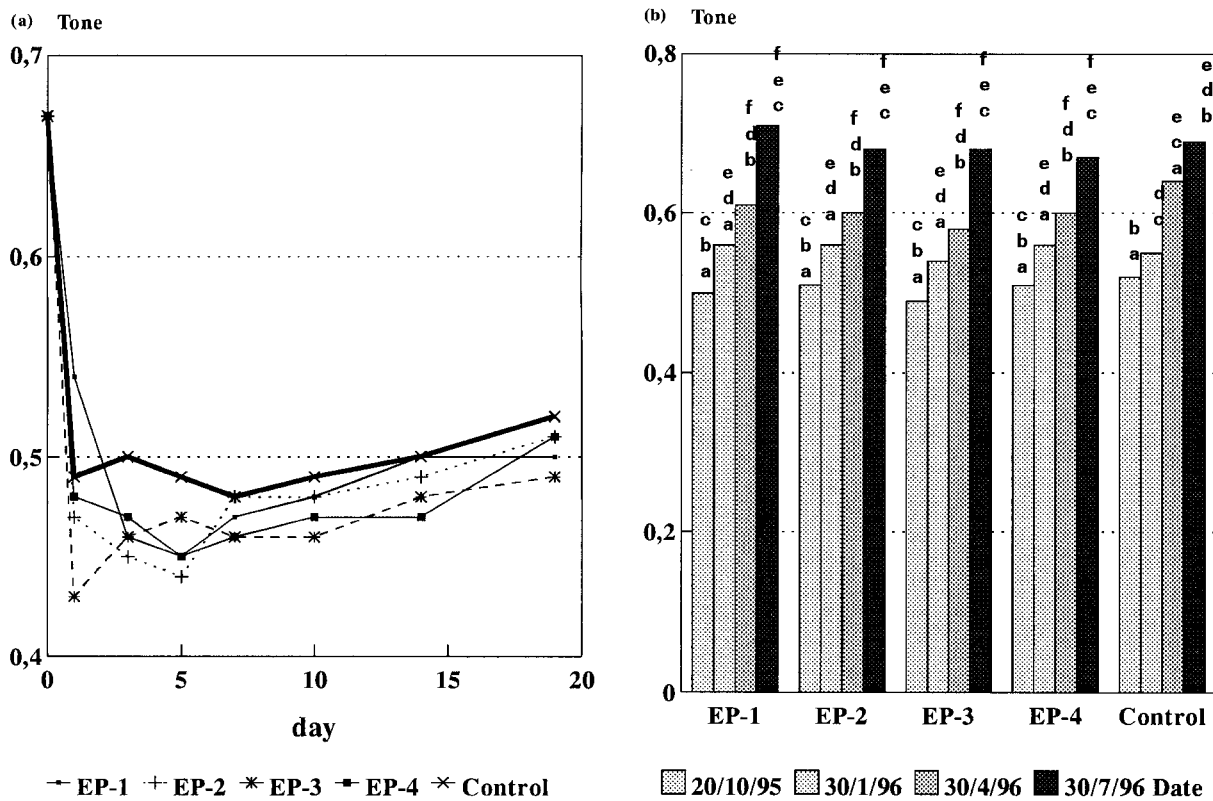 (a) Tone
0,7
0,6
0,5
0,4
0 5 10 15 20
day
EP-1 EP-2 EP-3 EP-4 Control
(b) Tone
0,8
0,6
0,4
0,2
0
c
b
a
e
d
a
f
d
b
f
e
c
c
b
a
e
d
a
f
d
b
f
e
c
c
b
a
e
d
a
f
d
b
f
e
c
c
b
a
e
d
a
f
d
b
f
e
c
b
a
d
c
e
c
a
e
d
b
EP-1 EP-2 EP-3 EP-4 Control
20/10/95 30/1/96 30/4/96 30/7/96 Date